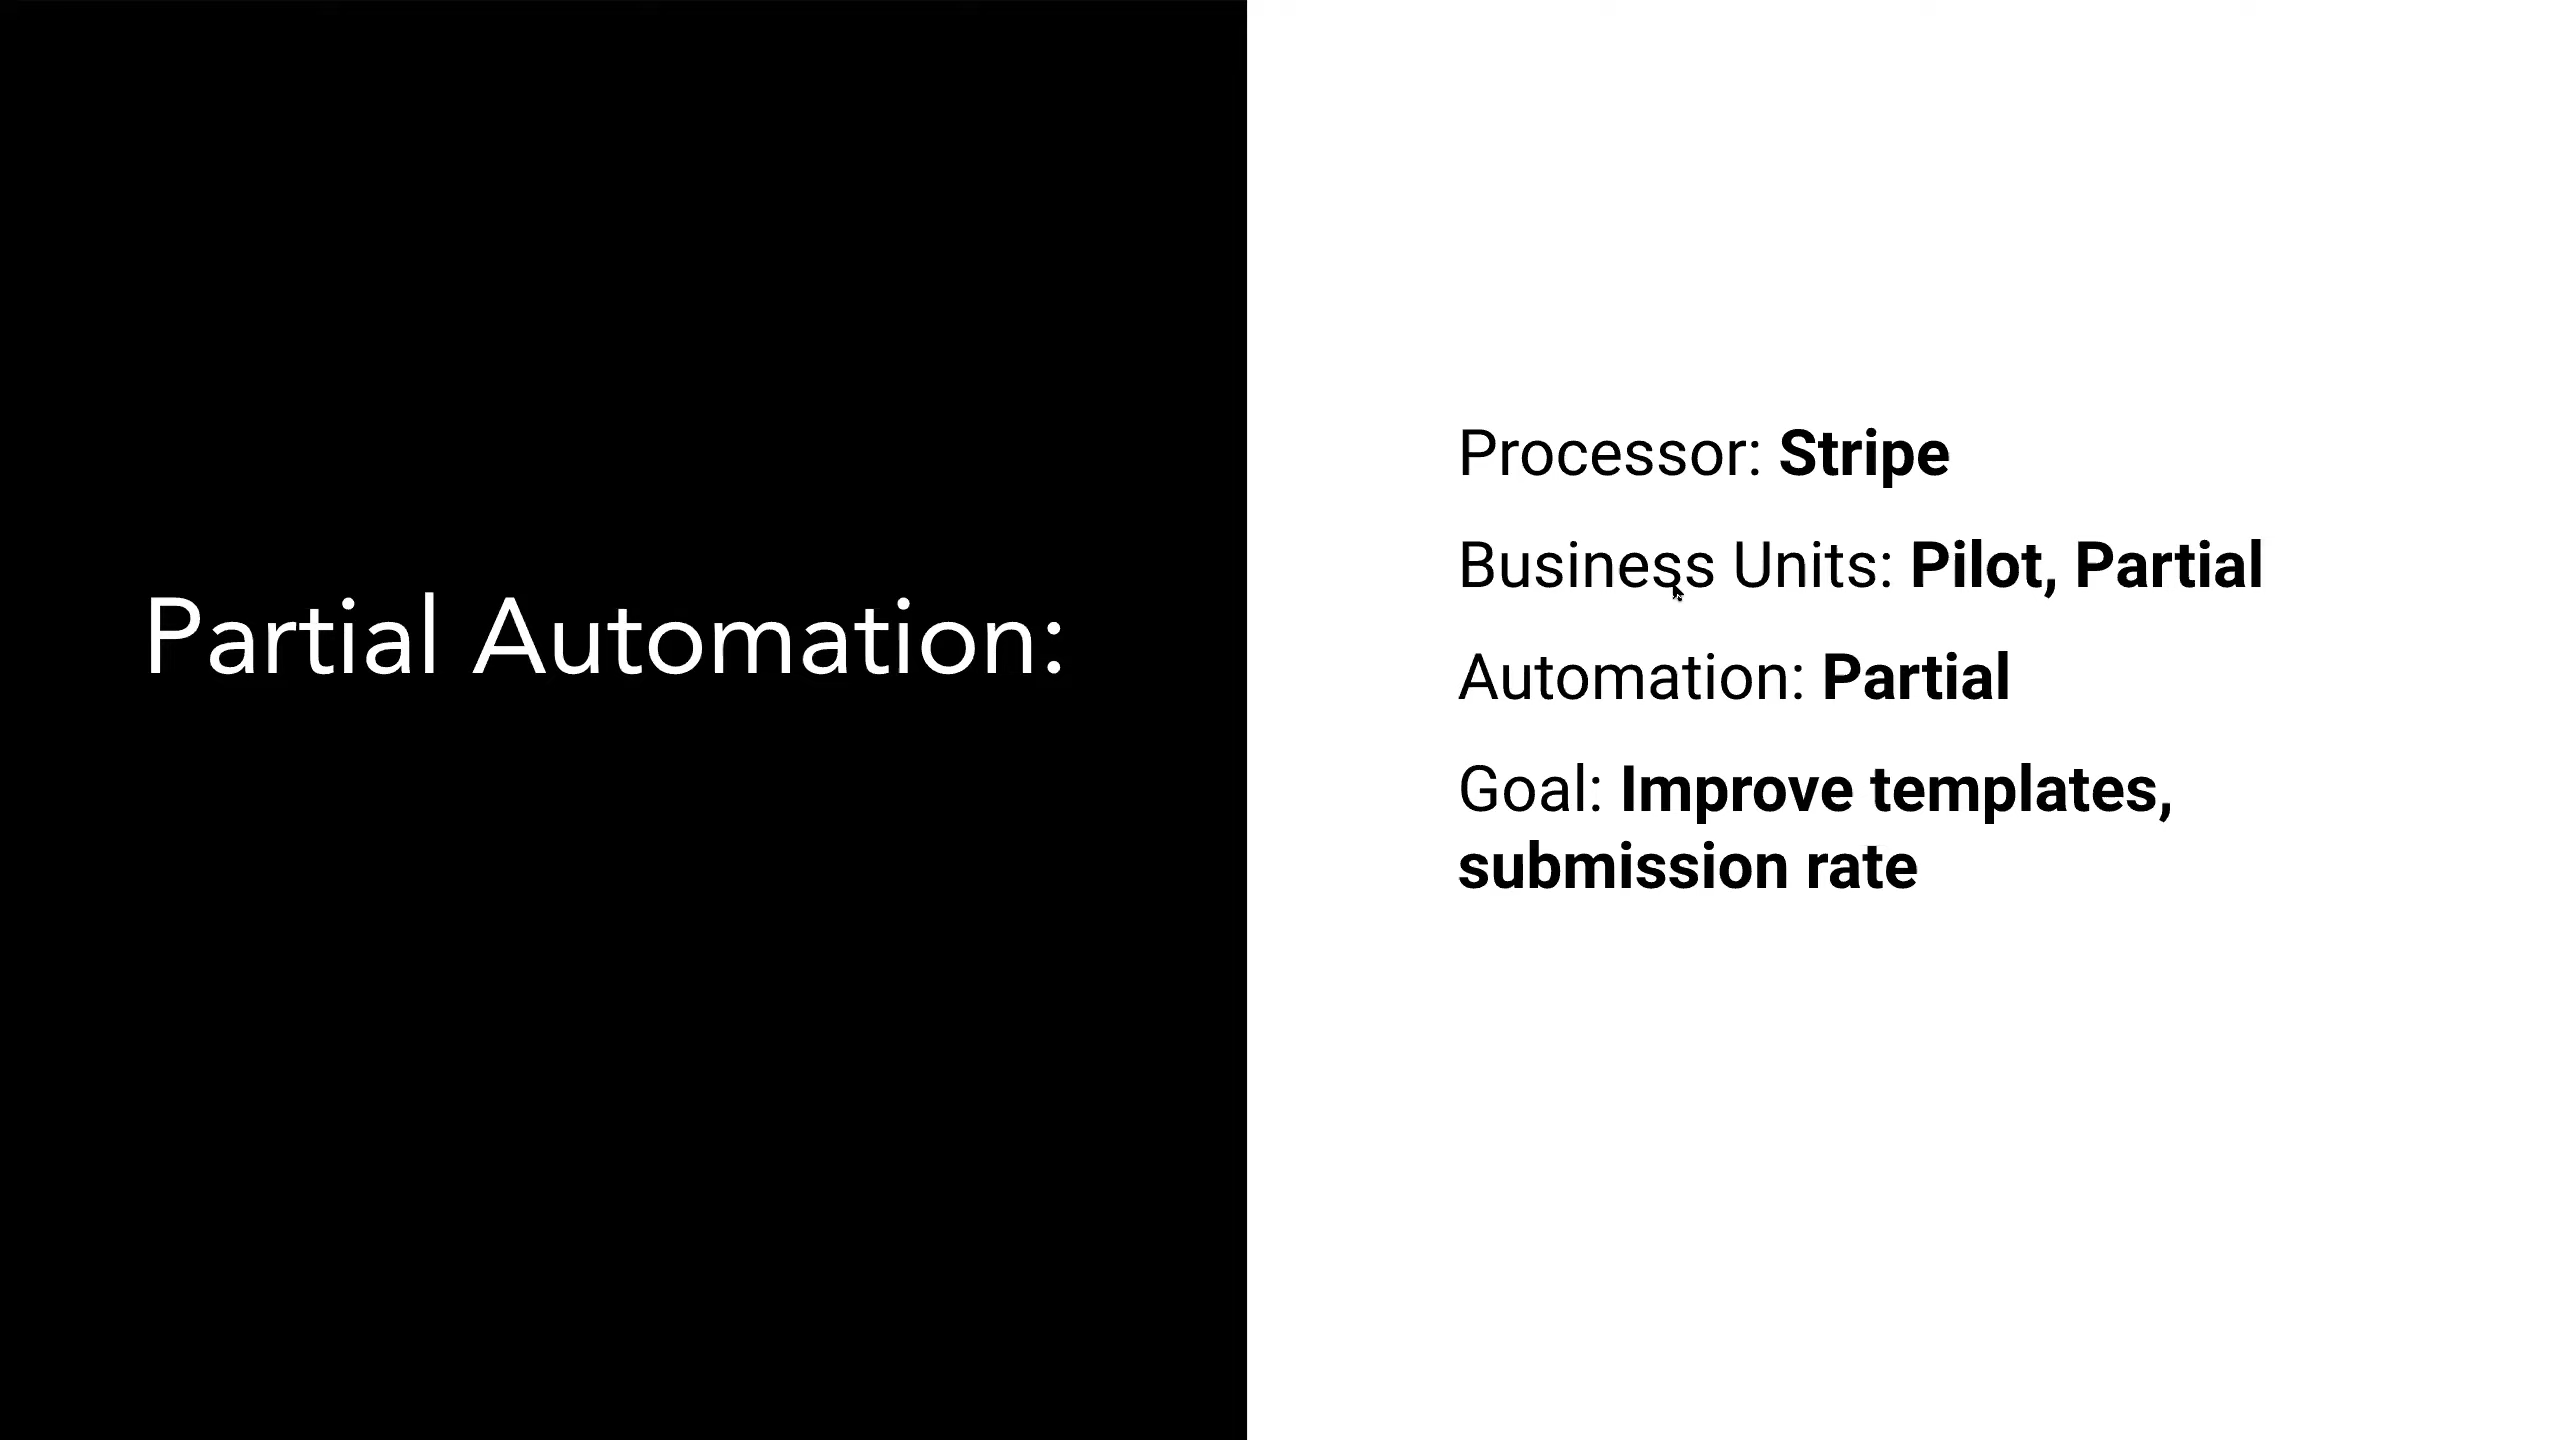 Partial Automation:
Processor: Stripe
Business Units: Pilot, Partial
Automation: Partial
Goal: Improve templates,
submission rate